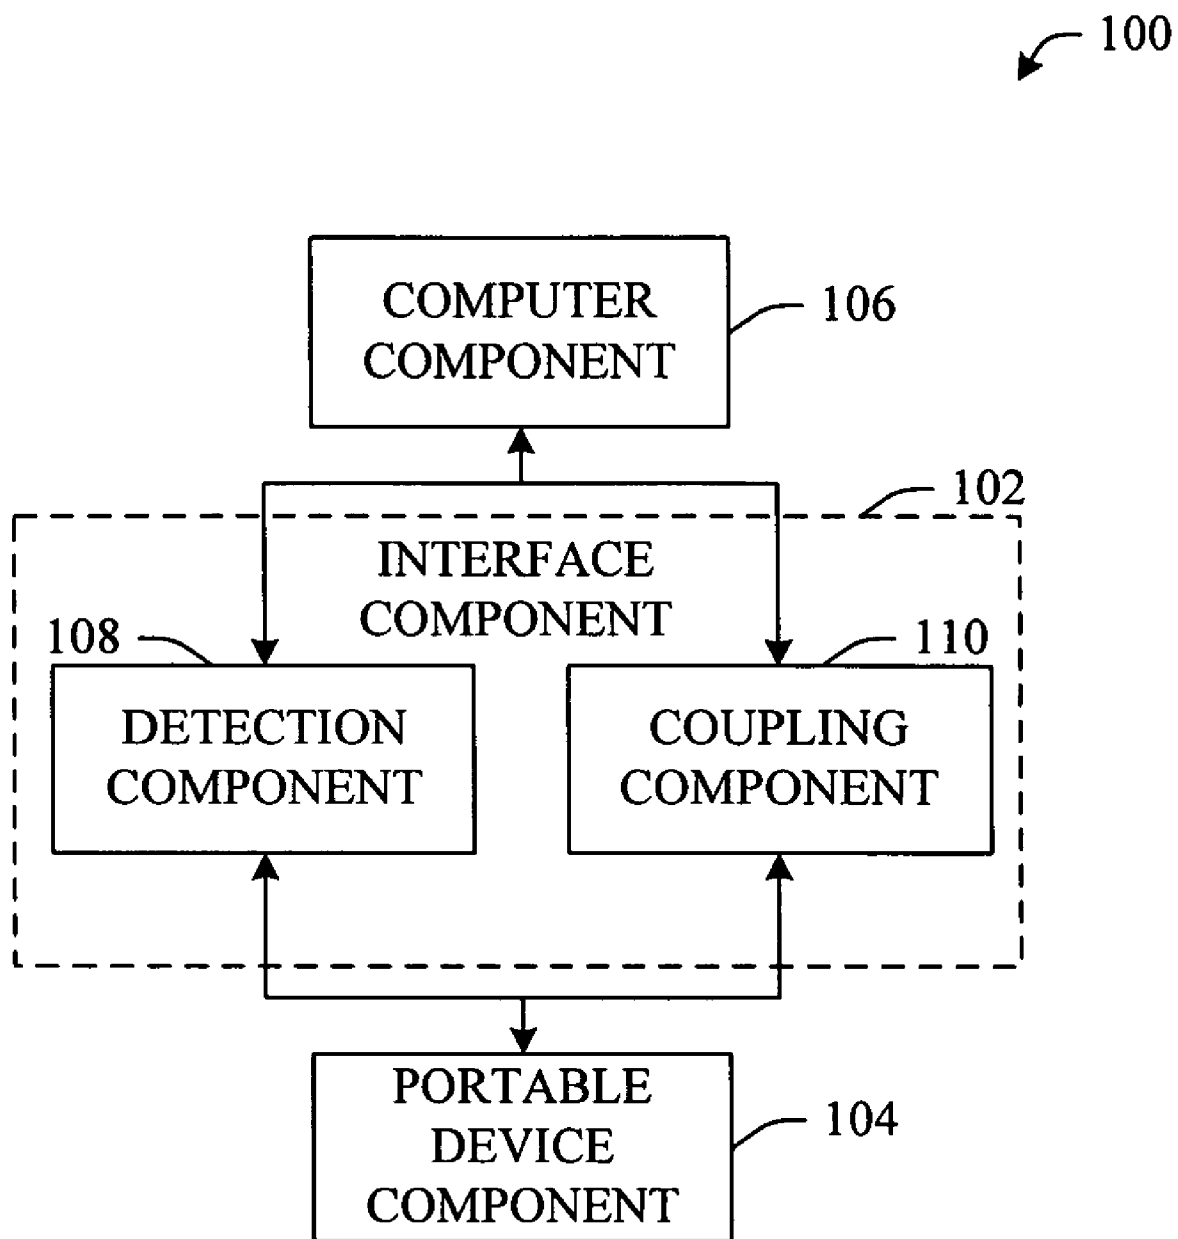 100
COMPUTER
COMPONENT
106
102
INTERFACE
COMPONENT
108
110
DETECTION
COMPONENT
COUPLING
COMPONENT
PORTABLE
DEVICE
COMPONENT
104